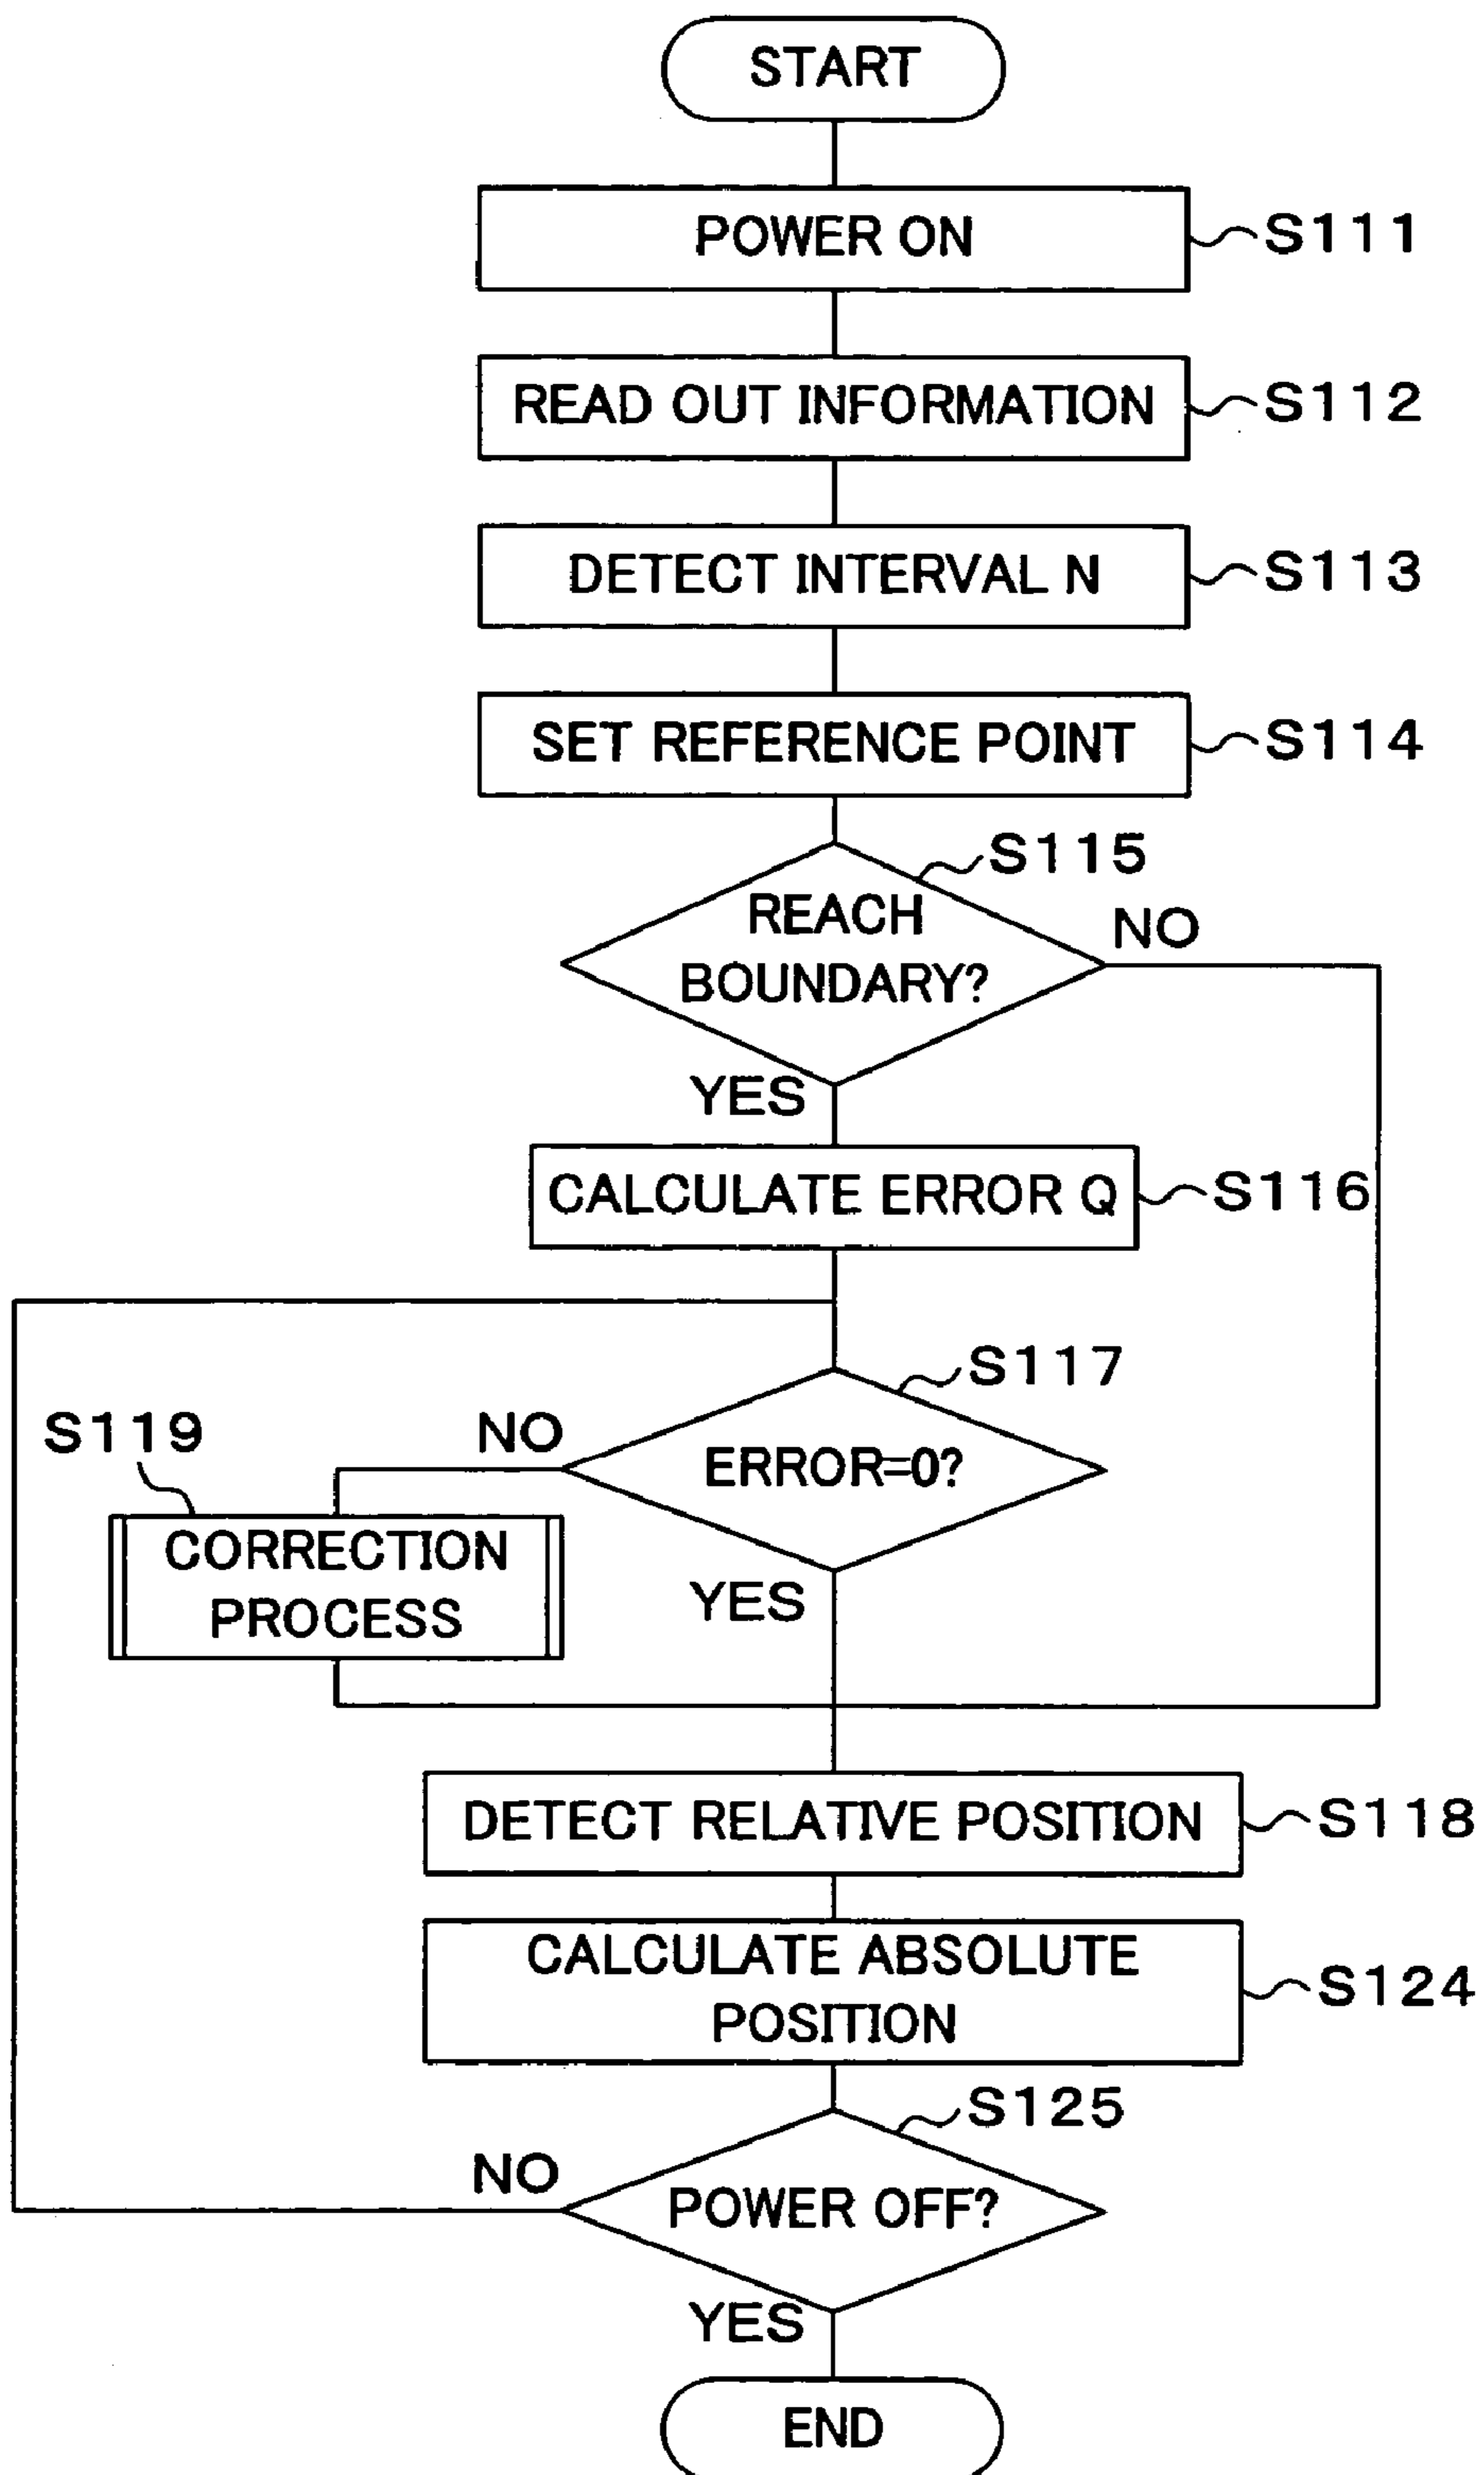 START
POWER ON
S111
READ OUT INFORMATION
S112
DETECT INTERVAL N
S113
SET REFERENCE POINT
S114
S115
REACH
BOUNDARY?
NO
YES
CALCULATE ERROR Q
S116
S117
S119
NO
ERROR=0?
CORRECTION
PROCESS
YES
DETECT RELATIVE POSITION
S118
CALCULATE ABSOLUTE
POSITION
S124
S125
NO
POWER OFF?
YES
END